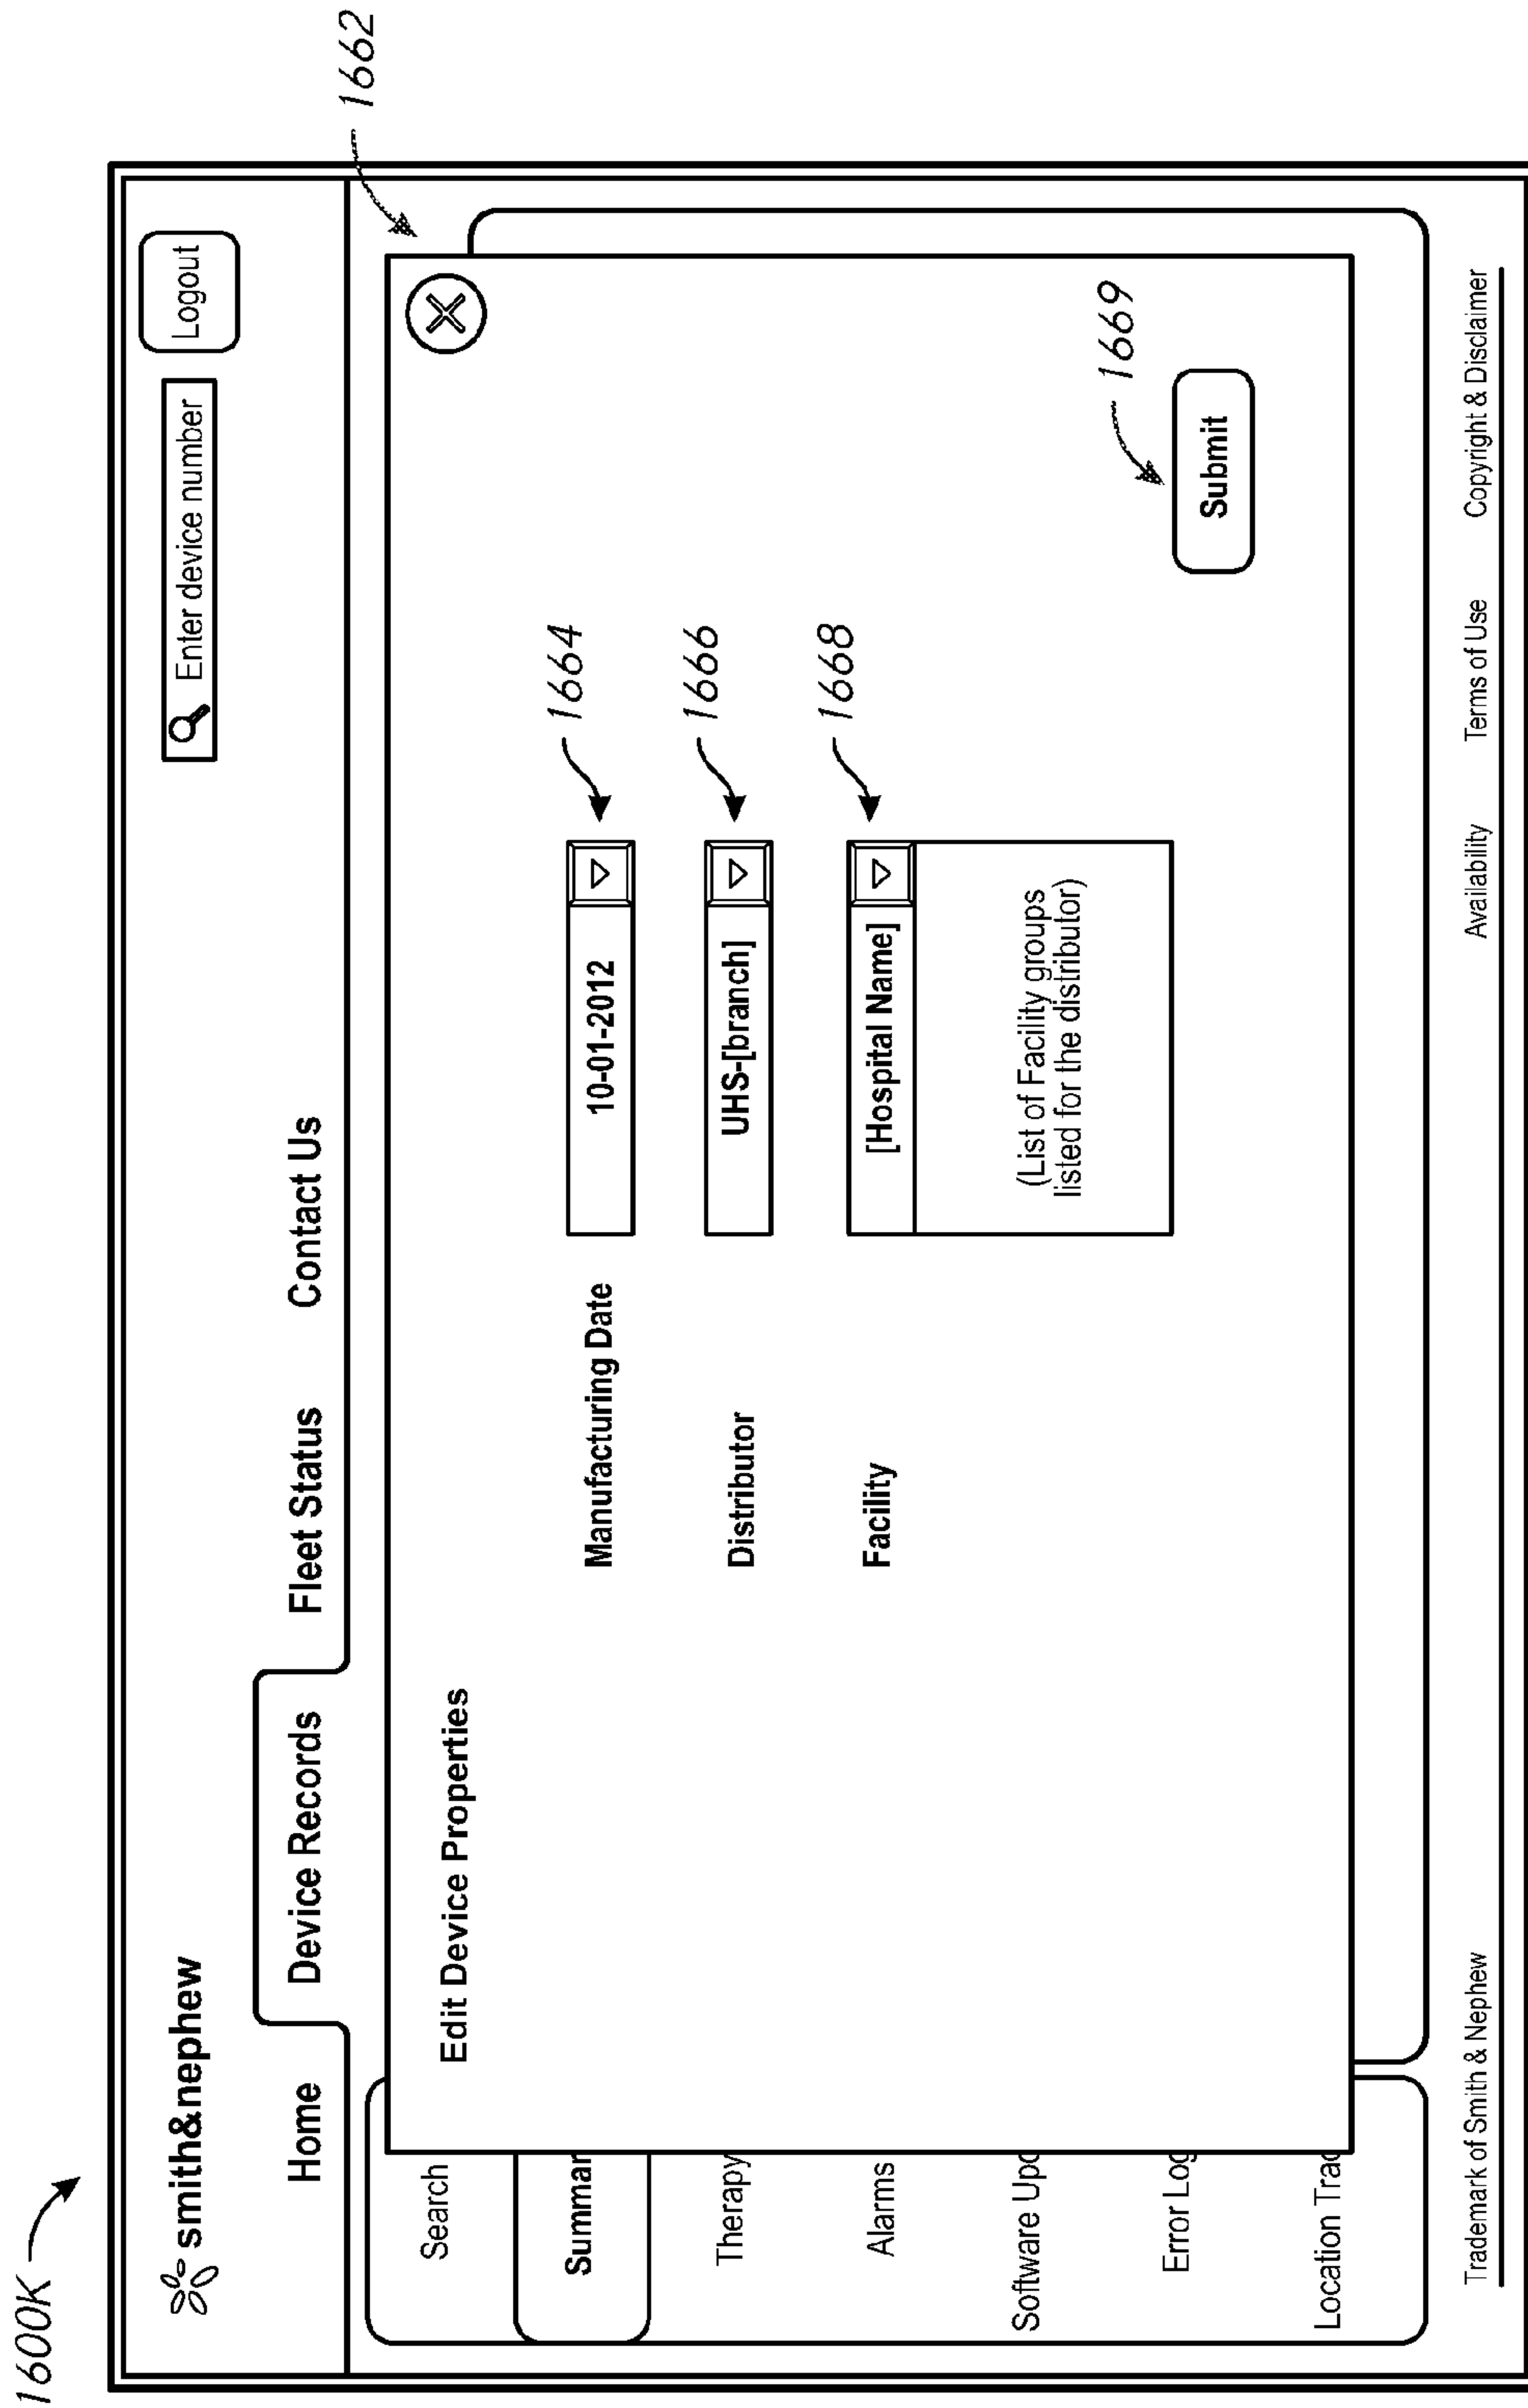 1600K
smith&nephew
Enter device number
Logout
Home
Device Records
Fleet Status
Contact Us
1662
Search
Summar
Therapy
Alarms
Software Upd
Error Log
Location Trac
Edit Device Properties
Manufacturing Date
10-01-2012
1664
Distributor
UHS-[branch]
1666
Facility
[Hospital Name]
1668
(List of Facility groups
listed for the distributor)
1669
Submit
Trademark of Smith & Nephew
Availability
Terms of Use
Copyright & Disclaimer